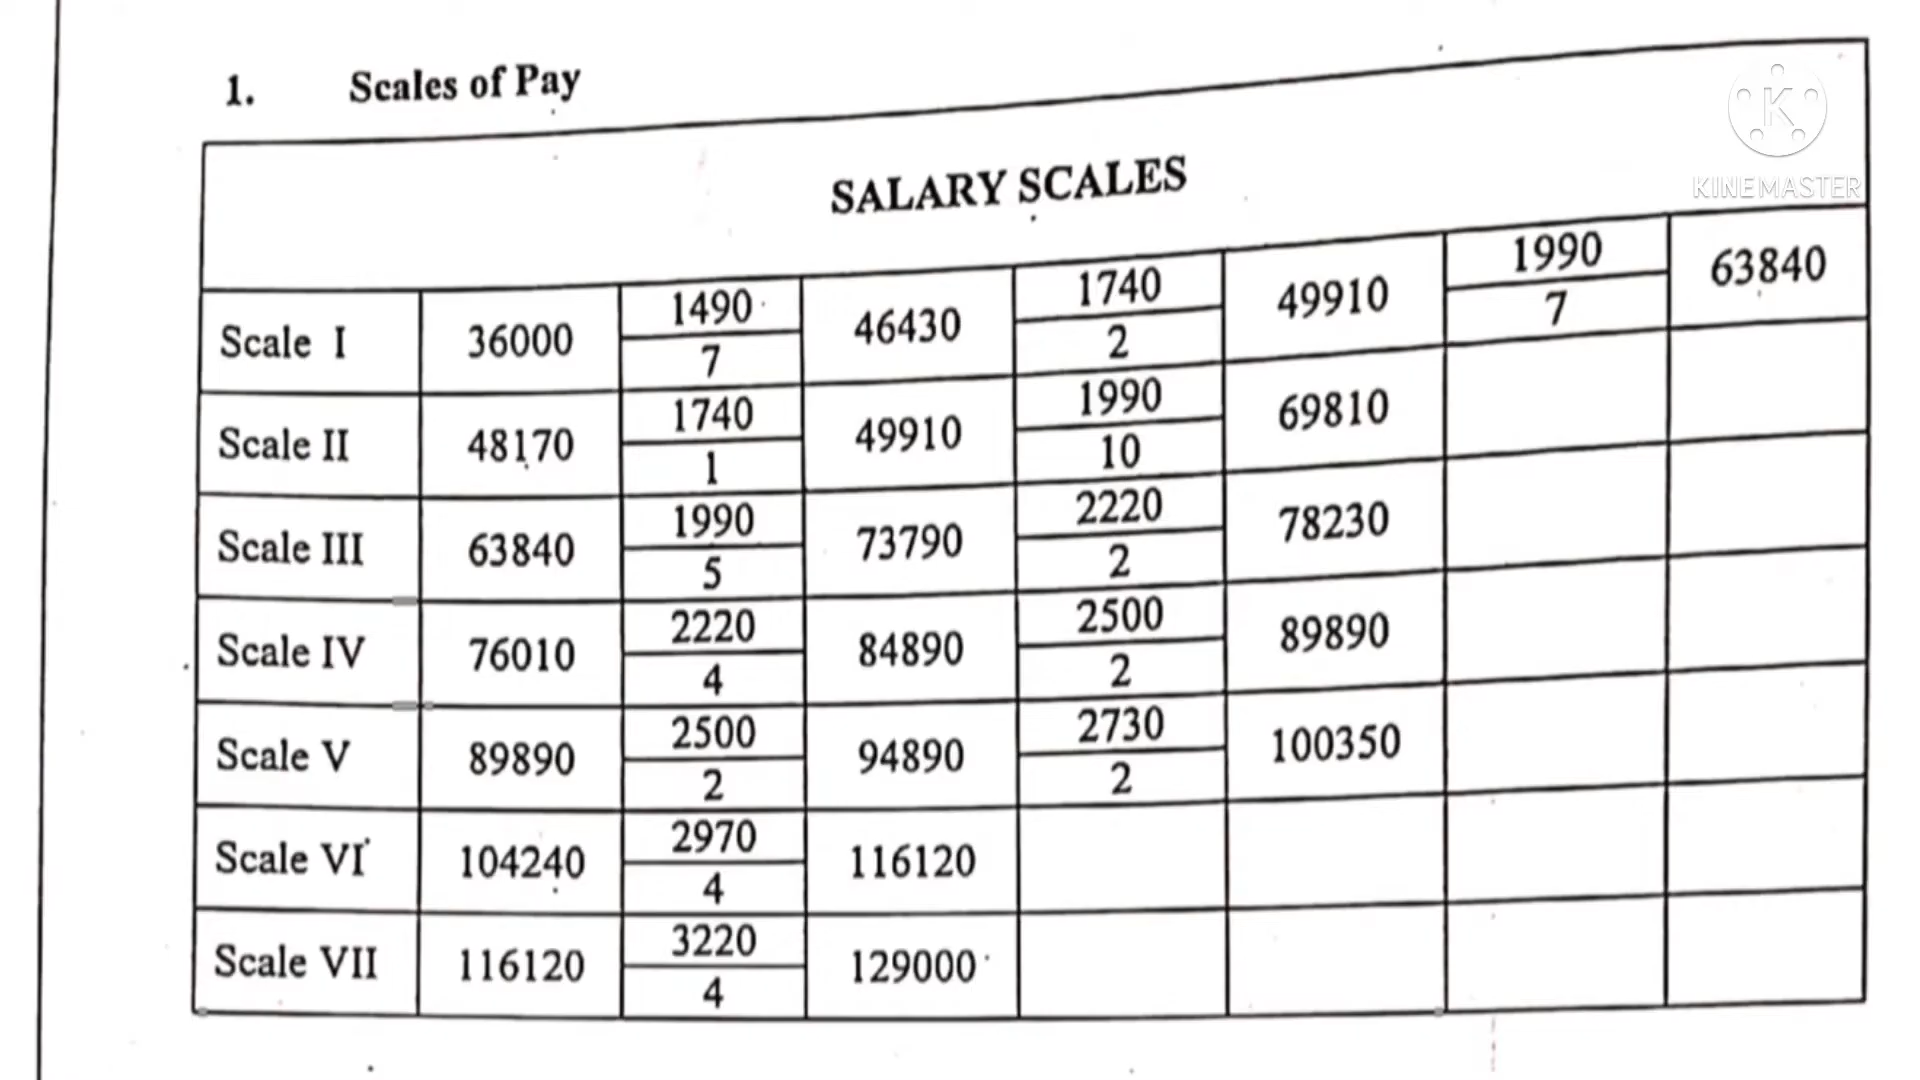 1. Scales of Pay
KINEMASTER
SALARY SCALES
Scale I 36000 1490 7 46430 1740 2 49910 1990 7 63840
Scale II 48170 1740 1 49910 1990 10 69810
Scale III 63840 1990 5 73790 2220 2 78230
Scale IV 76010 2220 4 84890 2500 2 89890
Scale V 89890 2500 2 94890 2730 2 100350
Scale VI 104240 2970 4 116120
Scale VII 116120 3220 4 129000